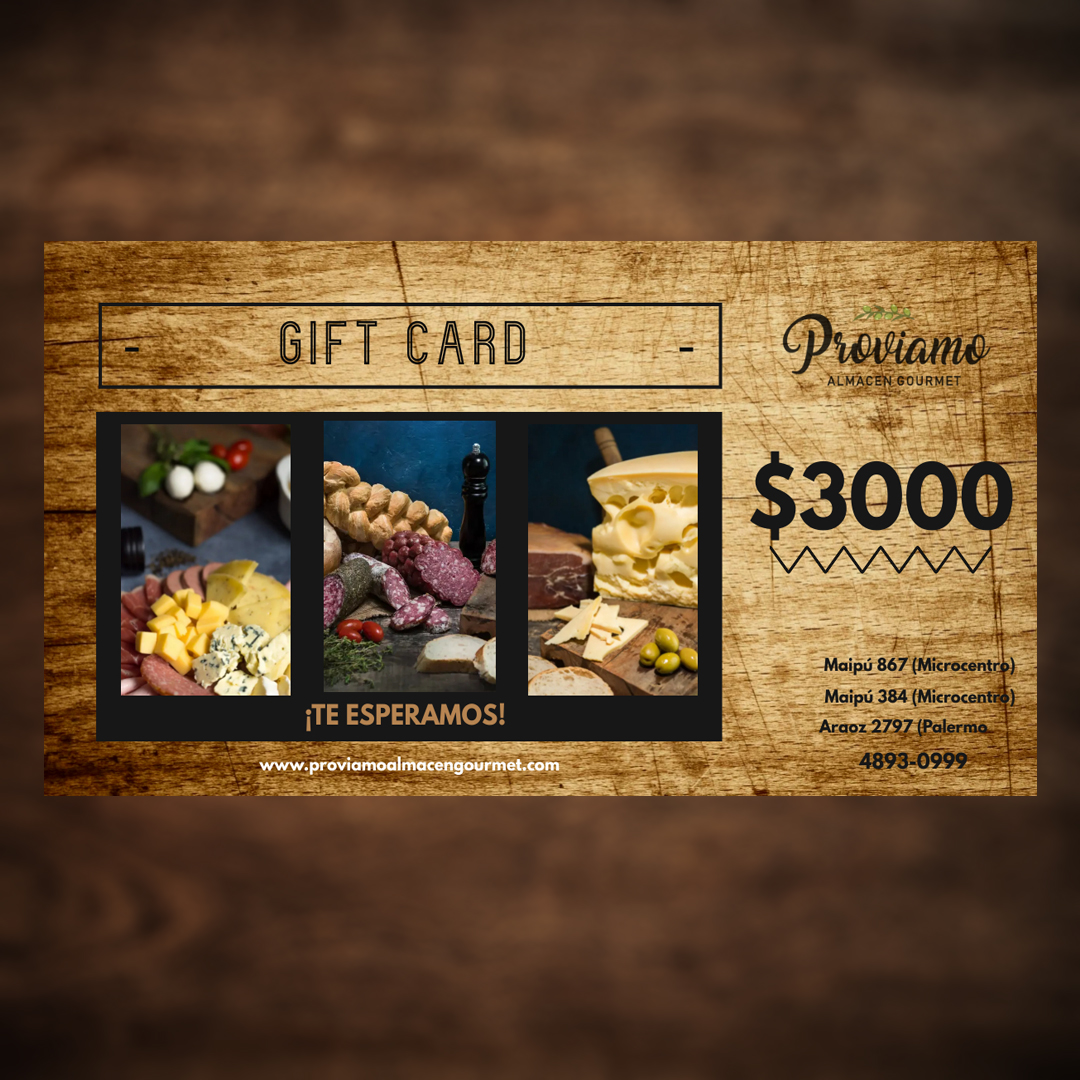 - GIFT CARD -
Proviamo
ALMACEN GOURMET
$3000
¡TE ESPERAMOS!
www.proviamoalmacengourmet.com
Maipú 867 (Microcentro)
Maipú 384 (Microcentro)
Araoz 2797 (Palermo
4893-0999